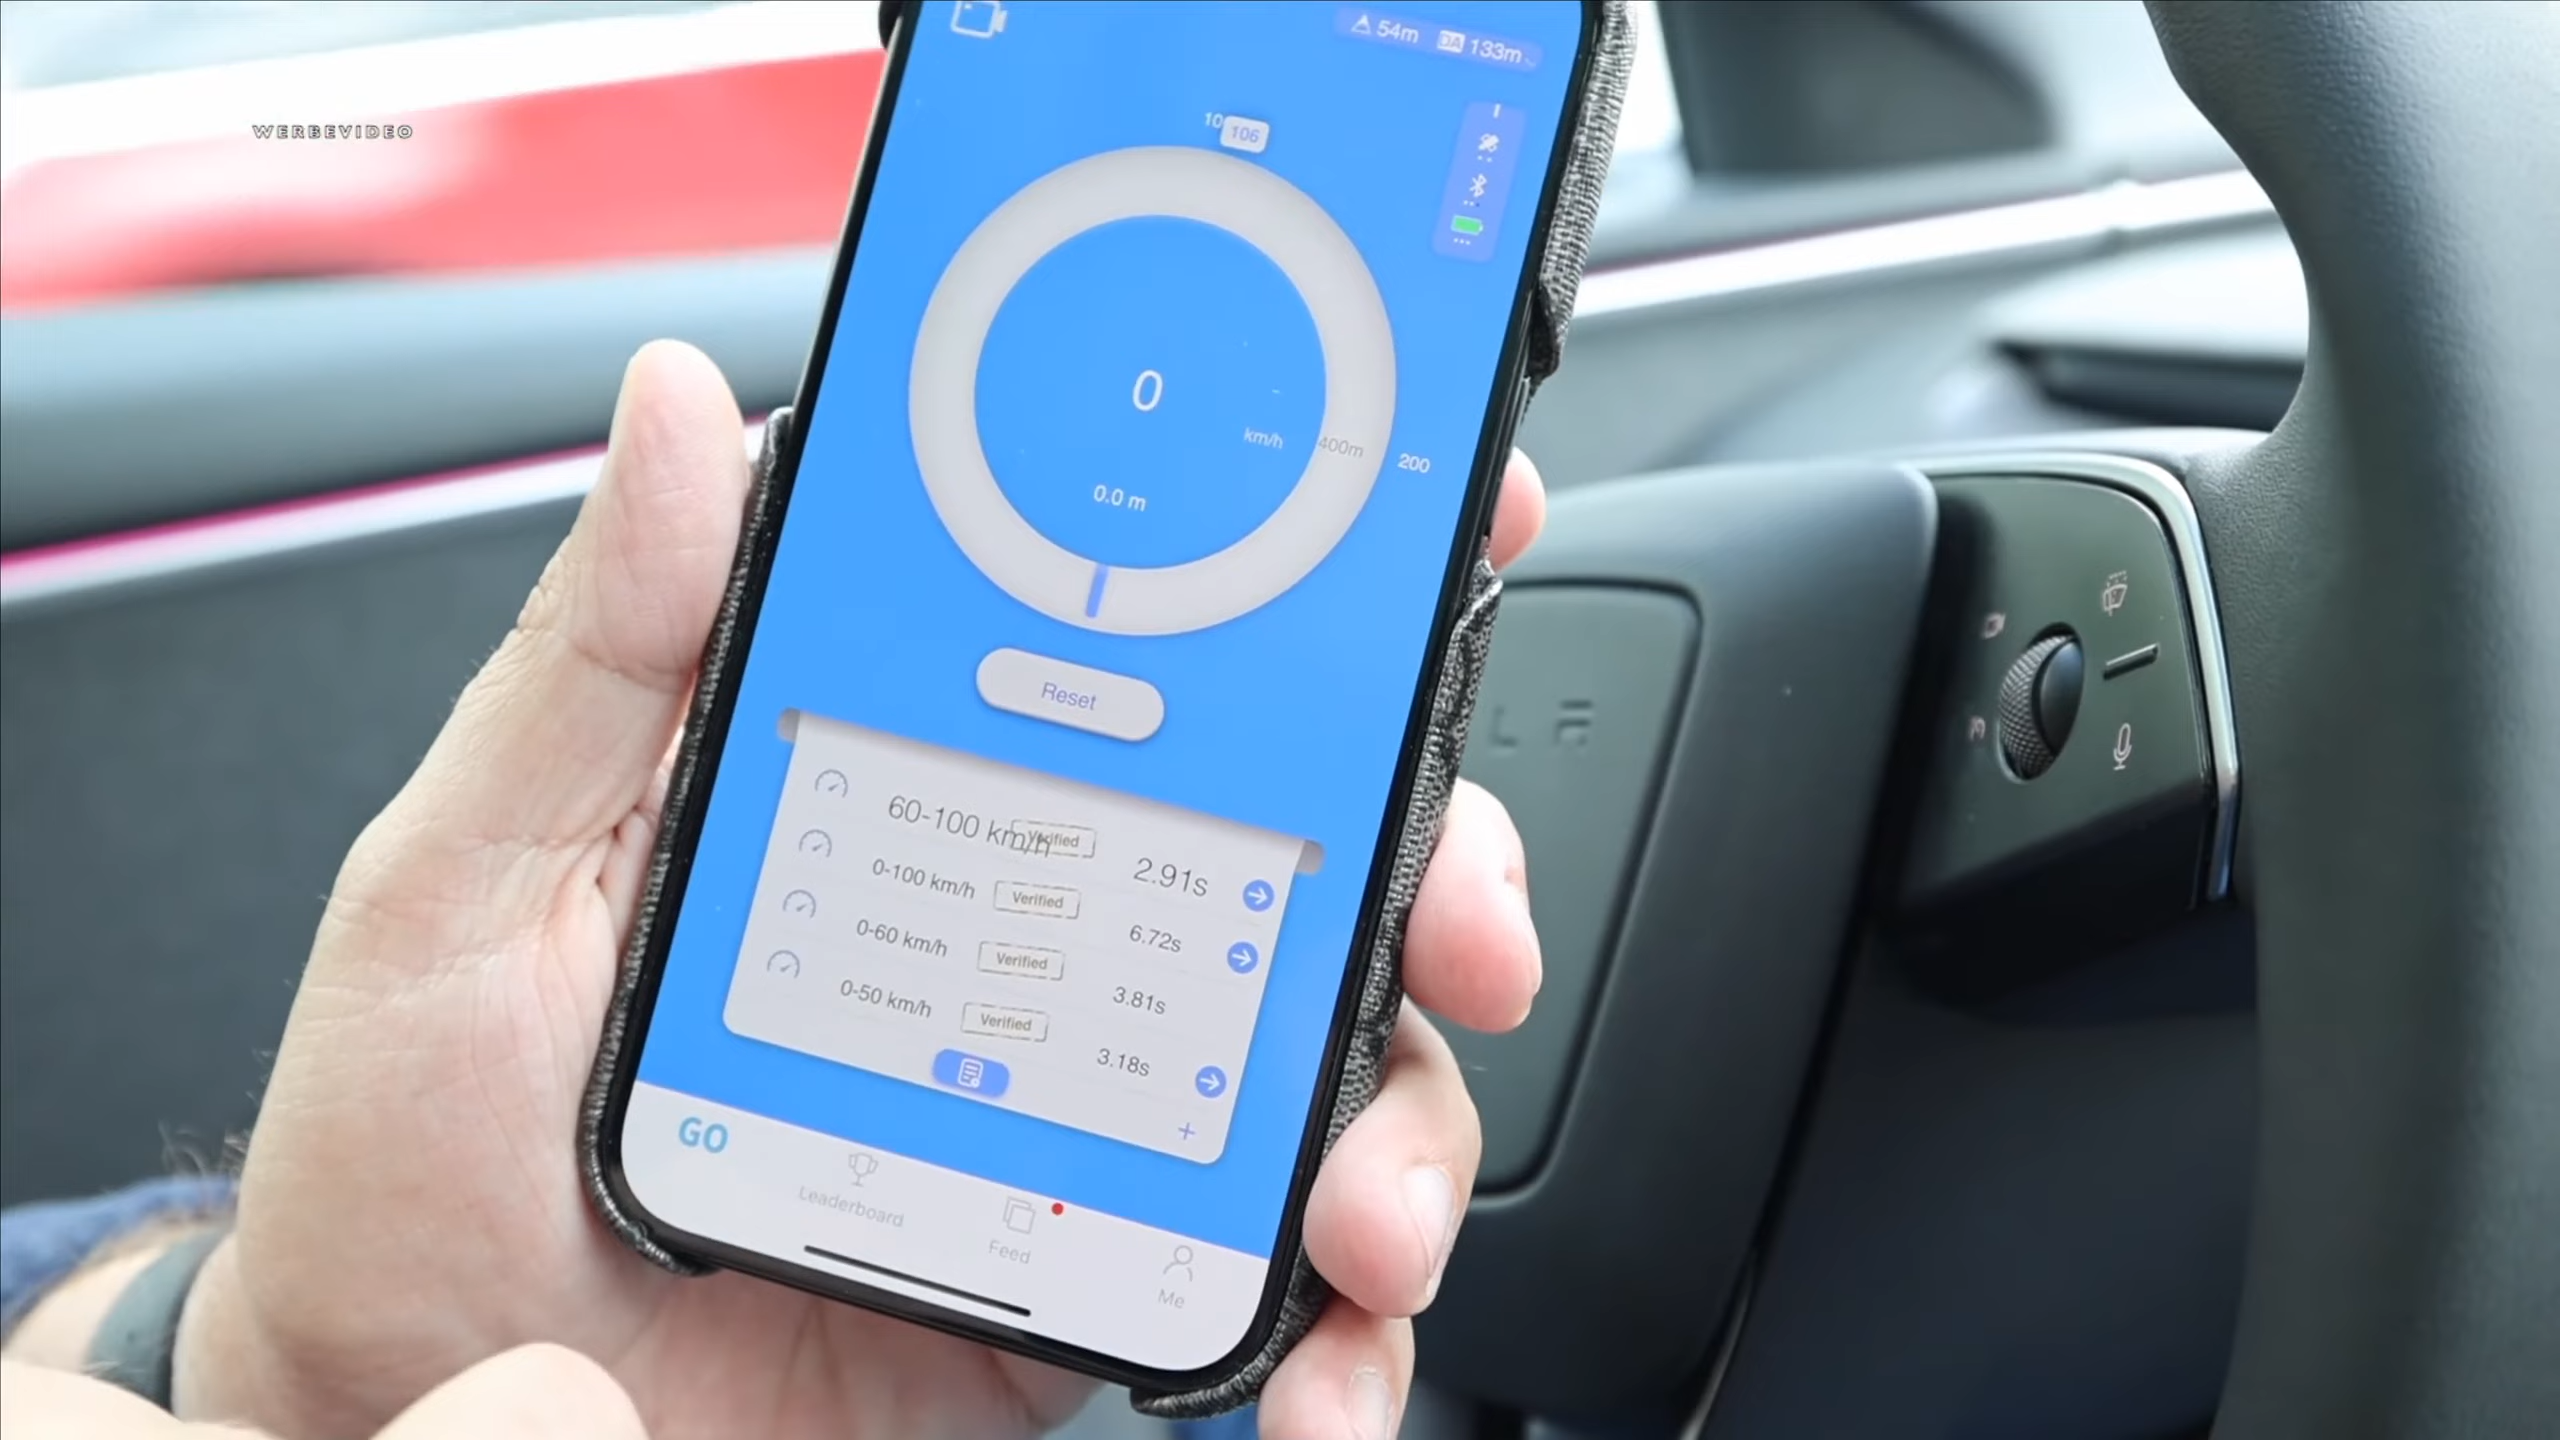 WERBEVIDEO
54m DA 133m
10 106
0
km/h 400m 200
0.0 m
Reset
60-100 km/h Verified 2.91s
0-100 km/h Verified 6.72s
0-60 km/h Verified 3.81s
0-50 km/h Verified 3.18s
+
GO
Leaderboard
Feed
Me